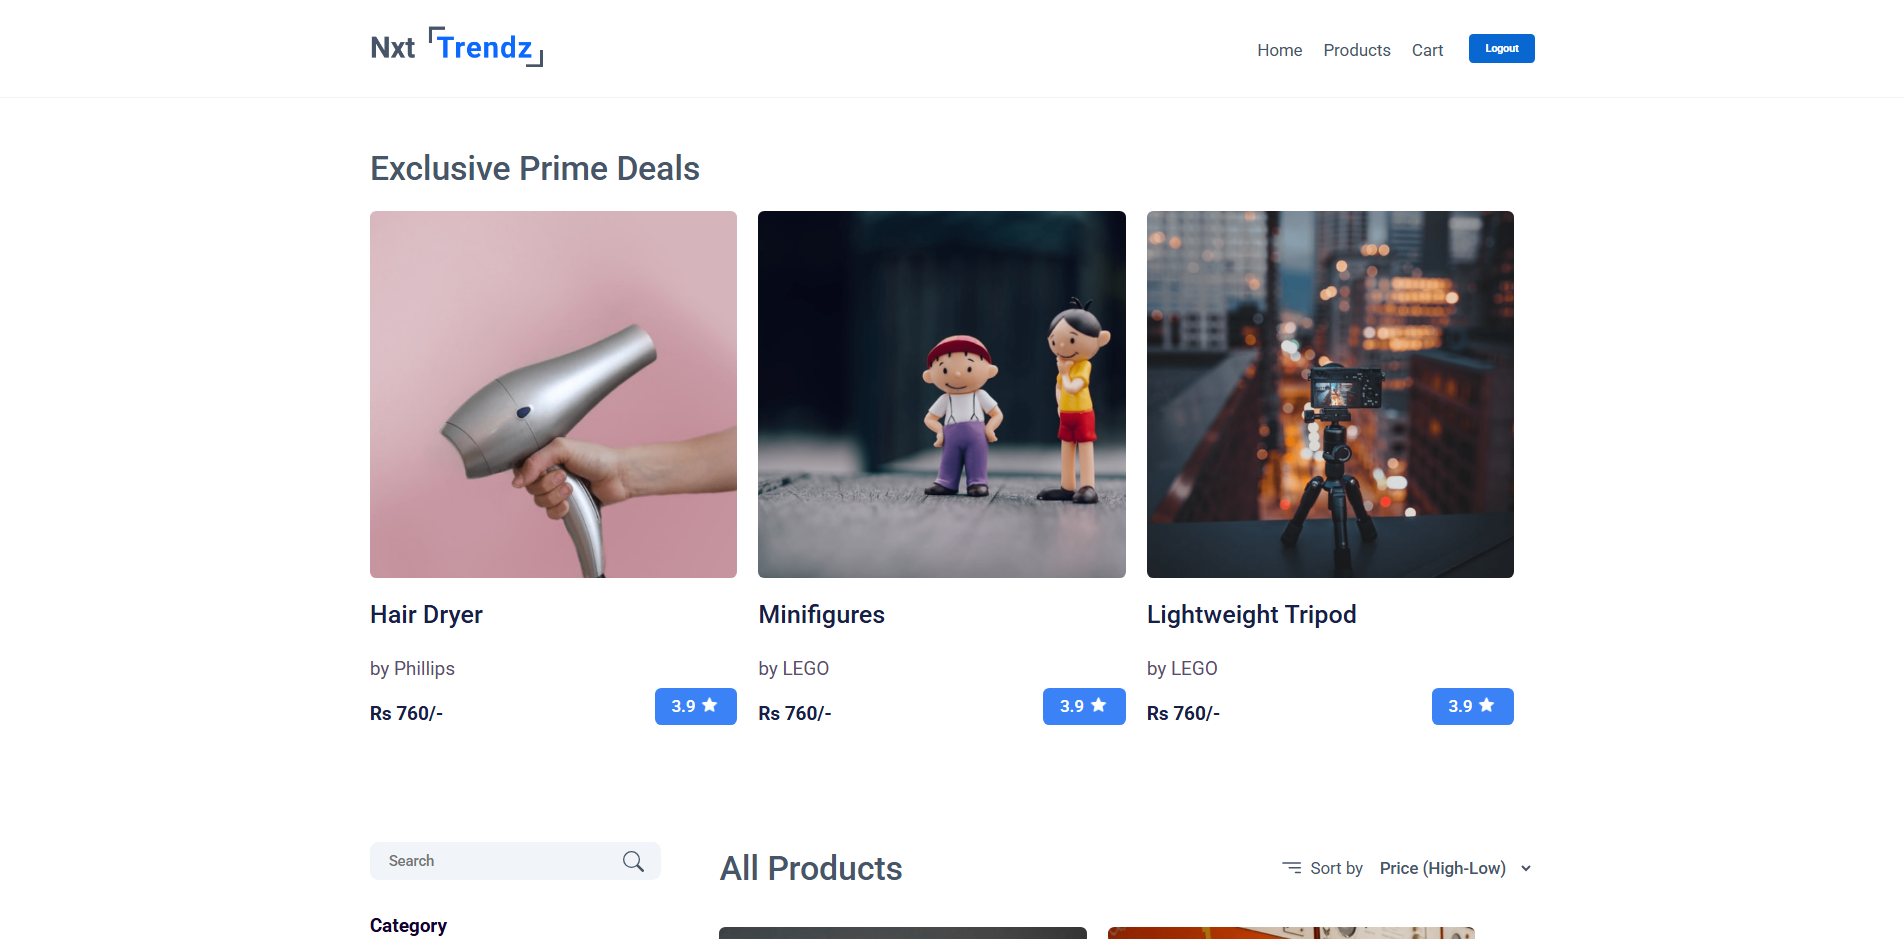 Nxt Trendz
Home Products Cart Logout
Exclusive Prime Deals
Hair Dryer
by Phillips
Rs 760/-
3.9
Minifigures
by LEGO
Rs 760/-
3.9
Lightweight Tripod
by LEGO
Rs 760/-
3.9
Search
Category
All Products
Sort by Price (High-Low)